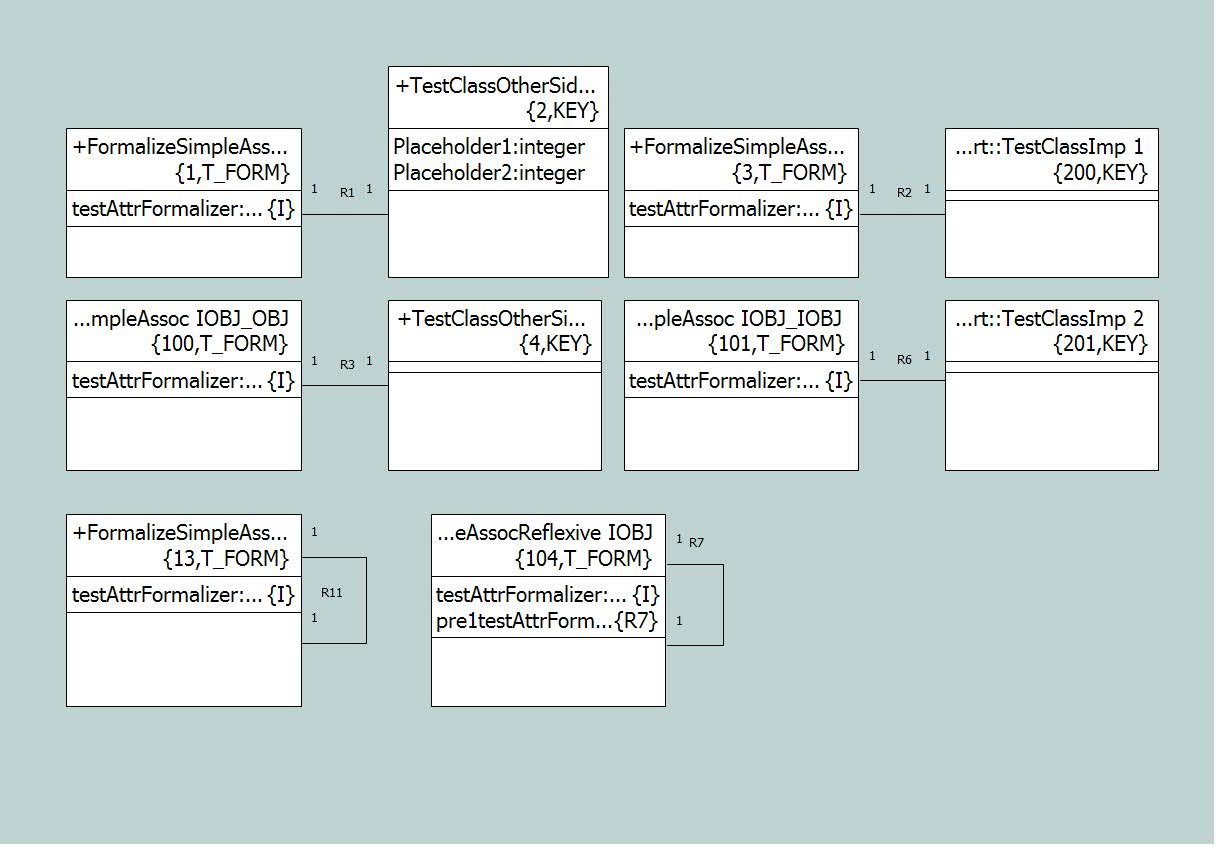 +TestClassOtherSid...
{2,KEY}
Placeholder1:integer
Placeholder2:integer
+FormalizeSimpleAss...
{1,T_FORM}
testAttrFormalizer:... {I}
1 R1 1
+FormalizeSimpleAss...
{3,T_FORM}
testAttrFormalizer:... {I}
1 R2 1
...rt::TestClassImp 1
{200,KEY}
...mpleAssoc IOBJ_OBJ
{100,T_FORM}
testAttrFormalizer:... {I}
1 R3 1
+TestClassOtherSi...
{4,KEY}
...pleAssoc IOBJ_IOBJ
{101,T_FORM}
testAttrFormalizer:... {I}
1 R6 1
...rt::TestClassImp 2
{201,KEY}
+FormalizeSimpleAss...
{13,T_FORM}
testAttrFormalizer:... {I}
1
R11
1
...eAssocReflexive IOBJ
{104,T_FORM}
testAttrFormalizer:... {I}
pre1testAttrForm...{R7}
1 R7
1